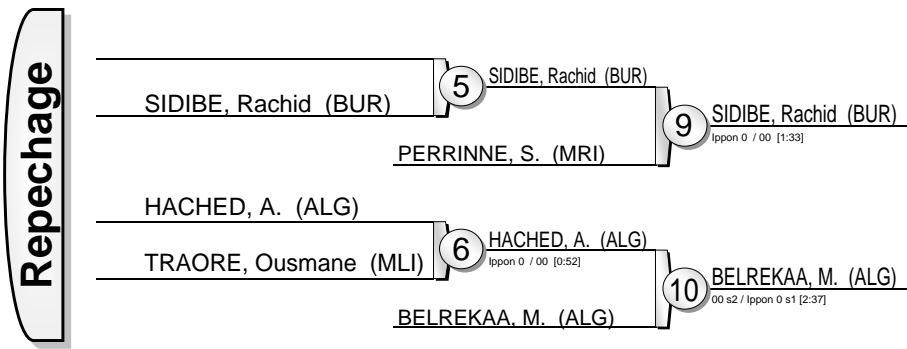 Repechage
SIDIBE, Rachid (BUR)
5
SIDIBE, Rachid (BUR)
PERRINNE, S. (MRI)
9
SIDIBE, Rachid (BUR)
Ippon 0 / 00 [1:33]
HACHED, A. (ALG)
TRAORE, Ousmane (MLI)
6
HACHED, A. (ALG)
Ippon 0 / 00 [0:52]
BELREKAA, M. (ALG)
10
BELREKAA, M. (ALG)
00 s2 / Ippon 0 s1 [2:37]